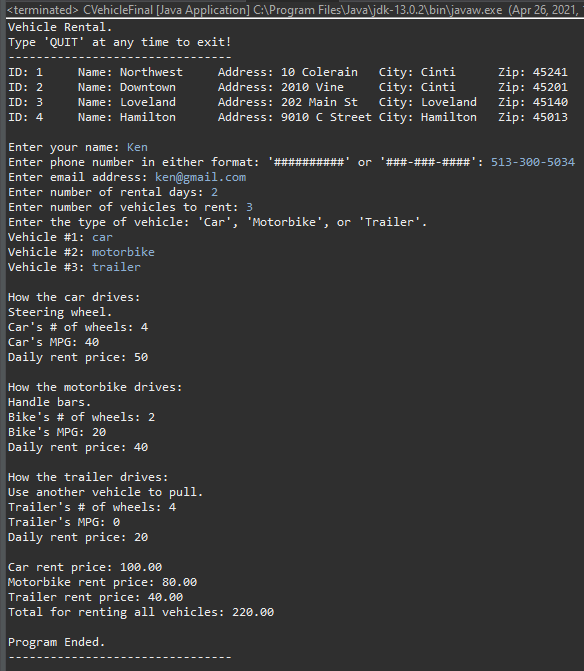 <terminated> CVehicleFinal [Java Application] C:\Program Files\Java\jdk-13.0.2\bin\javaw.exe (Apr 26, 2021,
Vehicle Rental.
Type 'QUIT' at any time to exit!
--------------------------------
ID: 1     Name: Northwest     Address: 10 Colerain   City: Cinti      Zip: 45241
ID: 2     Name: Downtown      Address: 2010 Vine     City: Cinti      Zip: 45201
ID: 3     Name: Loveland      Address: 202 Main St   City: Loveland   Zip: 45140
ID: 4     Name: Hamilton      Address: 9010 C Street City: Hamilton   Zip: 45013
Enter your name: Ken
Enter phone number in either format: '##########' or '###-###-####': 513-300-5034
Enter email address: ken@gmail.com
Enter number of rental days: 2
Enter number of vehicles to rent: 3
Enter the type of vehicle: 'Car', 'Motorbike', or 'Trailer'.
Vehicle #1: car
Vehicle #2: motorbike
Vehicle #3: trailer
How the car drives:
Steering wheel.
Car's # of wheels: 4
Car's MPG: 40
Daily rent price: 50
How the motorbike drives:
Handle bars.
Bike's # of wheels: 2
Bike's MPG: 20
Daily rent price: 40
How the trailer drives:
Use another vehicle to pull.
Trailer's # of wheels: 4
Trailer's MPG: 0
Daily rent price: 20
Car rent price: 100.00
Motorbike rent price: 80.00
Trailer rent price: 40.00
Total for renting all vehicles: 220.00
Program Ended.
--------------------------------